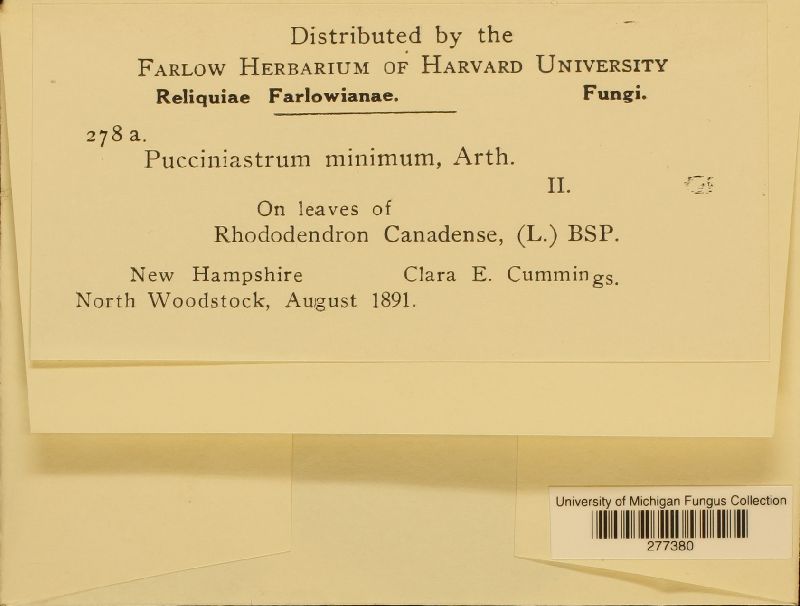 Distributed by the
Farlow Herbarium of Harvard University
Reliquiae Farlowianae. Fungi.
278 a.
Pucciniastrum minimum, Arth.
II.
On leaves of
Rhododendron Canadense, (L.) BSP.
New Hampshire Clara E. Cummings.
North Woodstock, August 1891.
University of Michigan Fungus Collection
277380